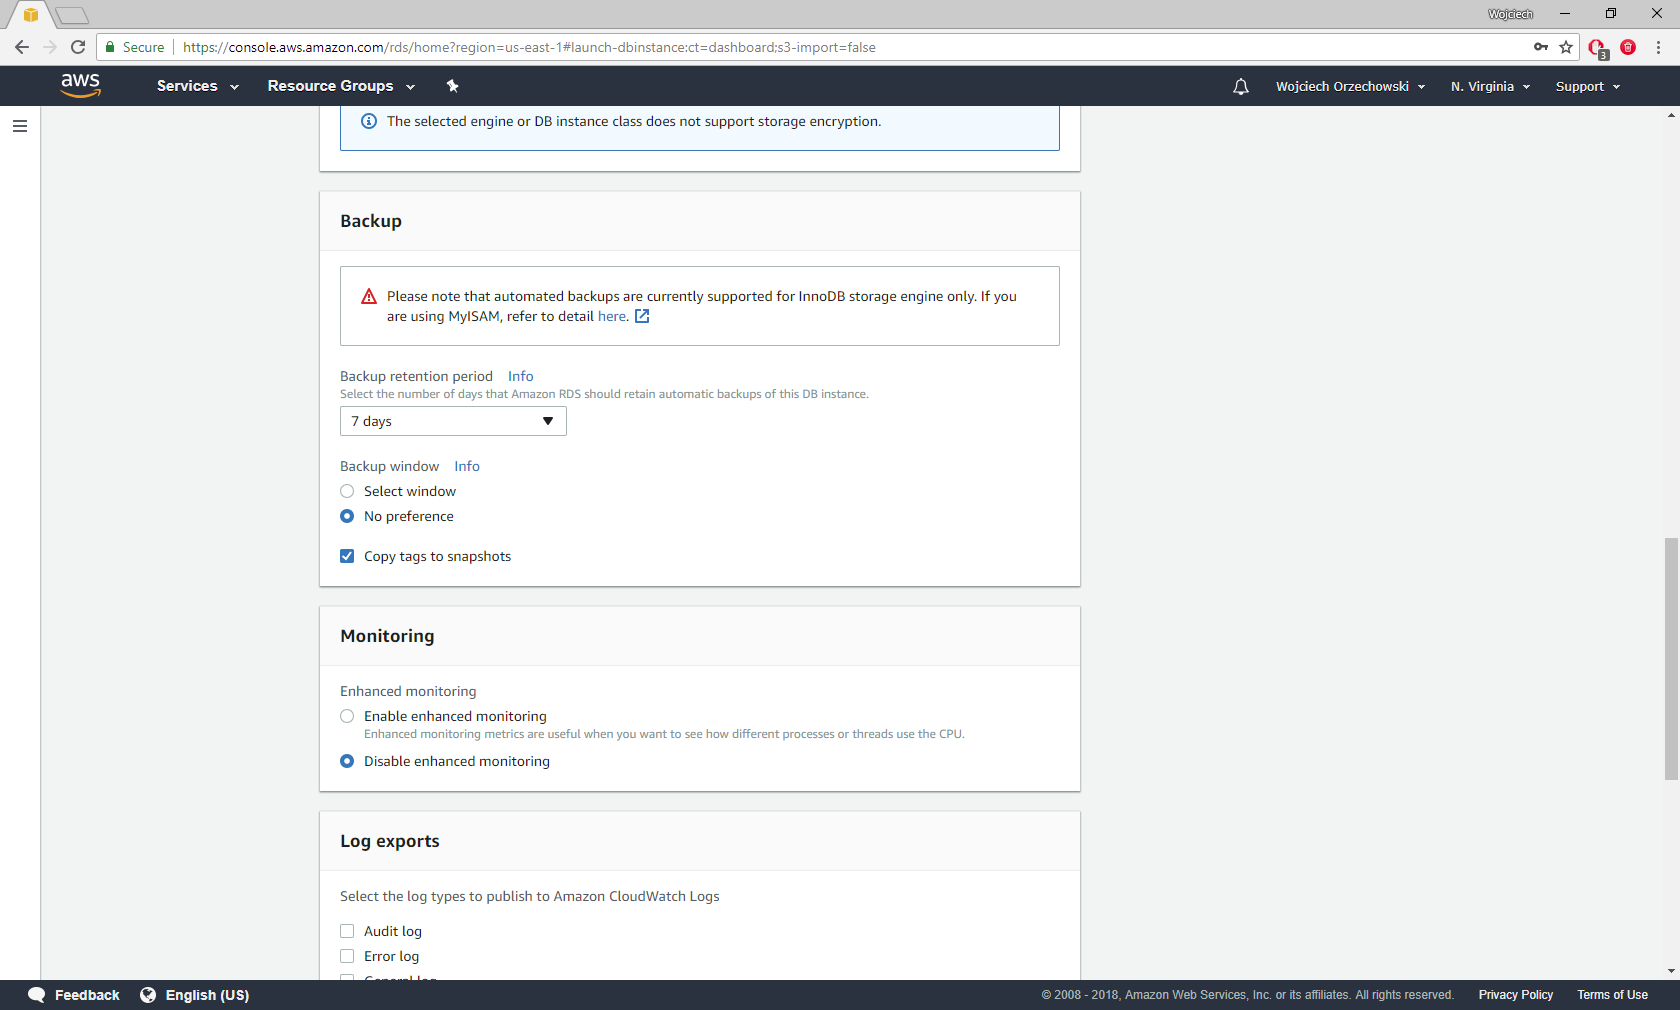 Wojciech
Secure
https://console.aws.amazon.com/rds/home?region=us-east-1#launch-dbinstance:ct=dashboard;s3-import=false
3
aws
Services
Resource Groups
Wojciech Orzechowski
N. Virginia
Support
The selected engine or DB instance class does not support storage encryption.
Backup
Please note that automated backups are currently supported for InnoDB storage engine only. If you
are using MyISAM, refer to detail here.
Backup retention period Info
Select the number of days that Amazon RDS should retain automatic backups of this DB instance.
7 days
Backup window Info
Select window
No preference
Copy tags to snapshots
Monitoring
Enhanced monitoring
Enable enhanced monitoring
Enhanced monitoring metrics are useful when you want to see how different processes or threads use the CPU.
Disable enhanced monitoring
Log exports
Select the log types to publish to Amazon CloudWatch Logs
Audit log
Error log
General log
Feedback
English (US)
© 2008 - 2018, Amazon Web Services, Inc. or its affiliates. All rights reserved.
Privacy Policy
Terms of Use